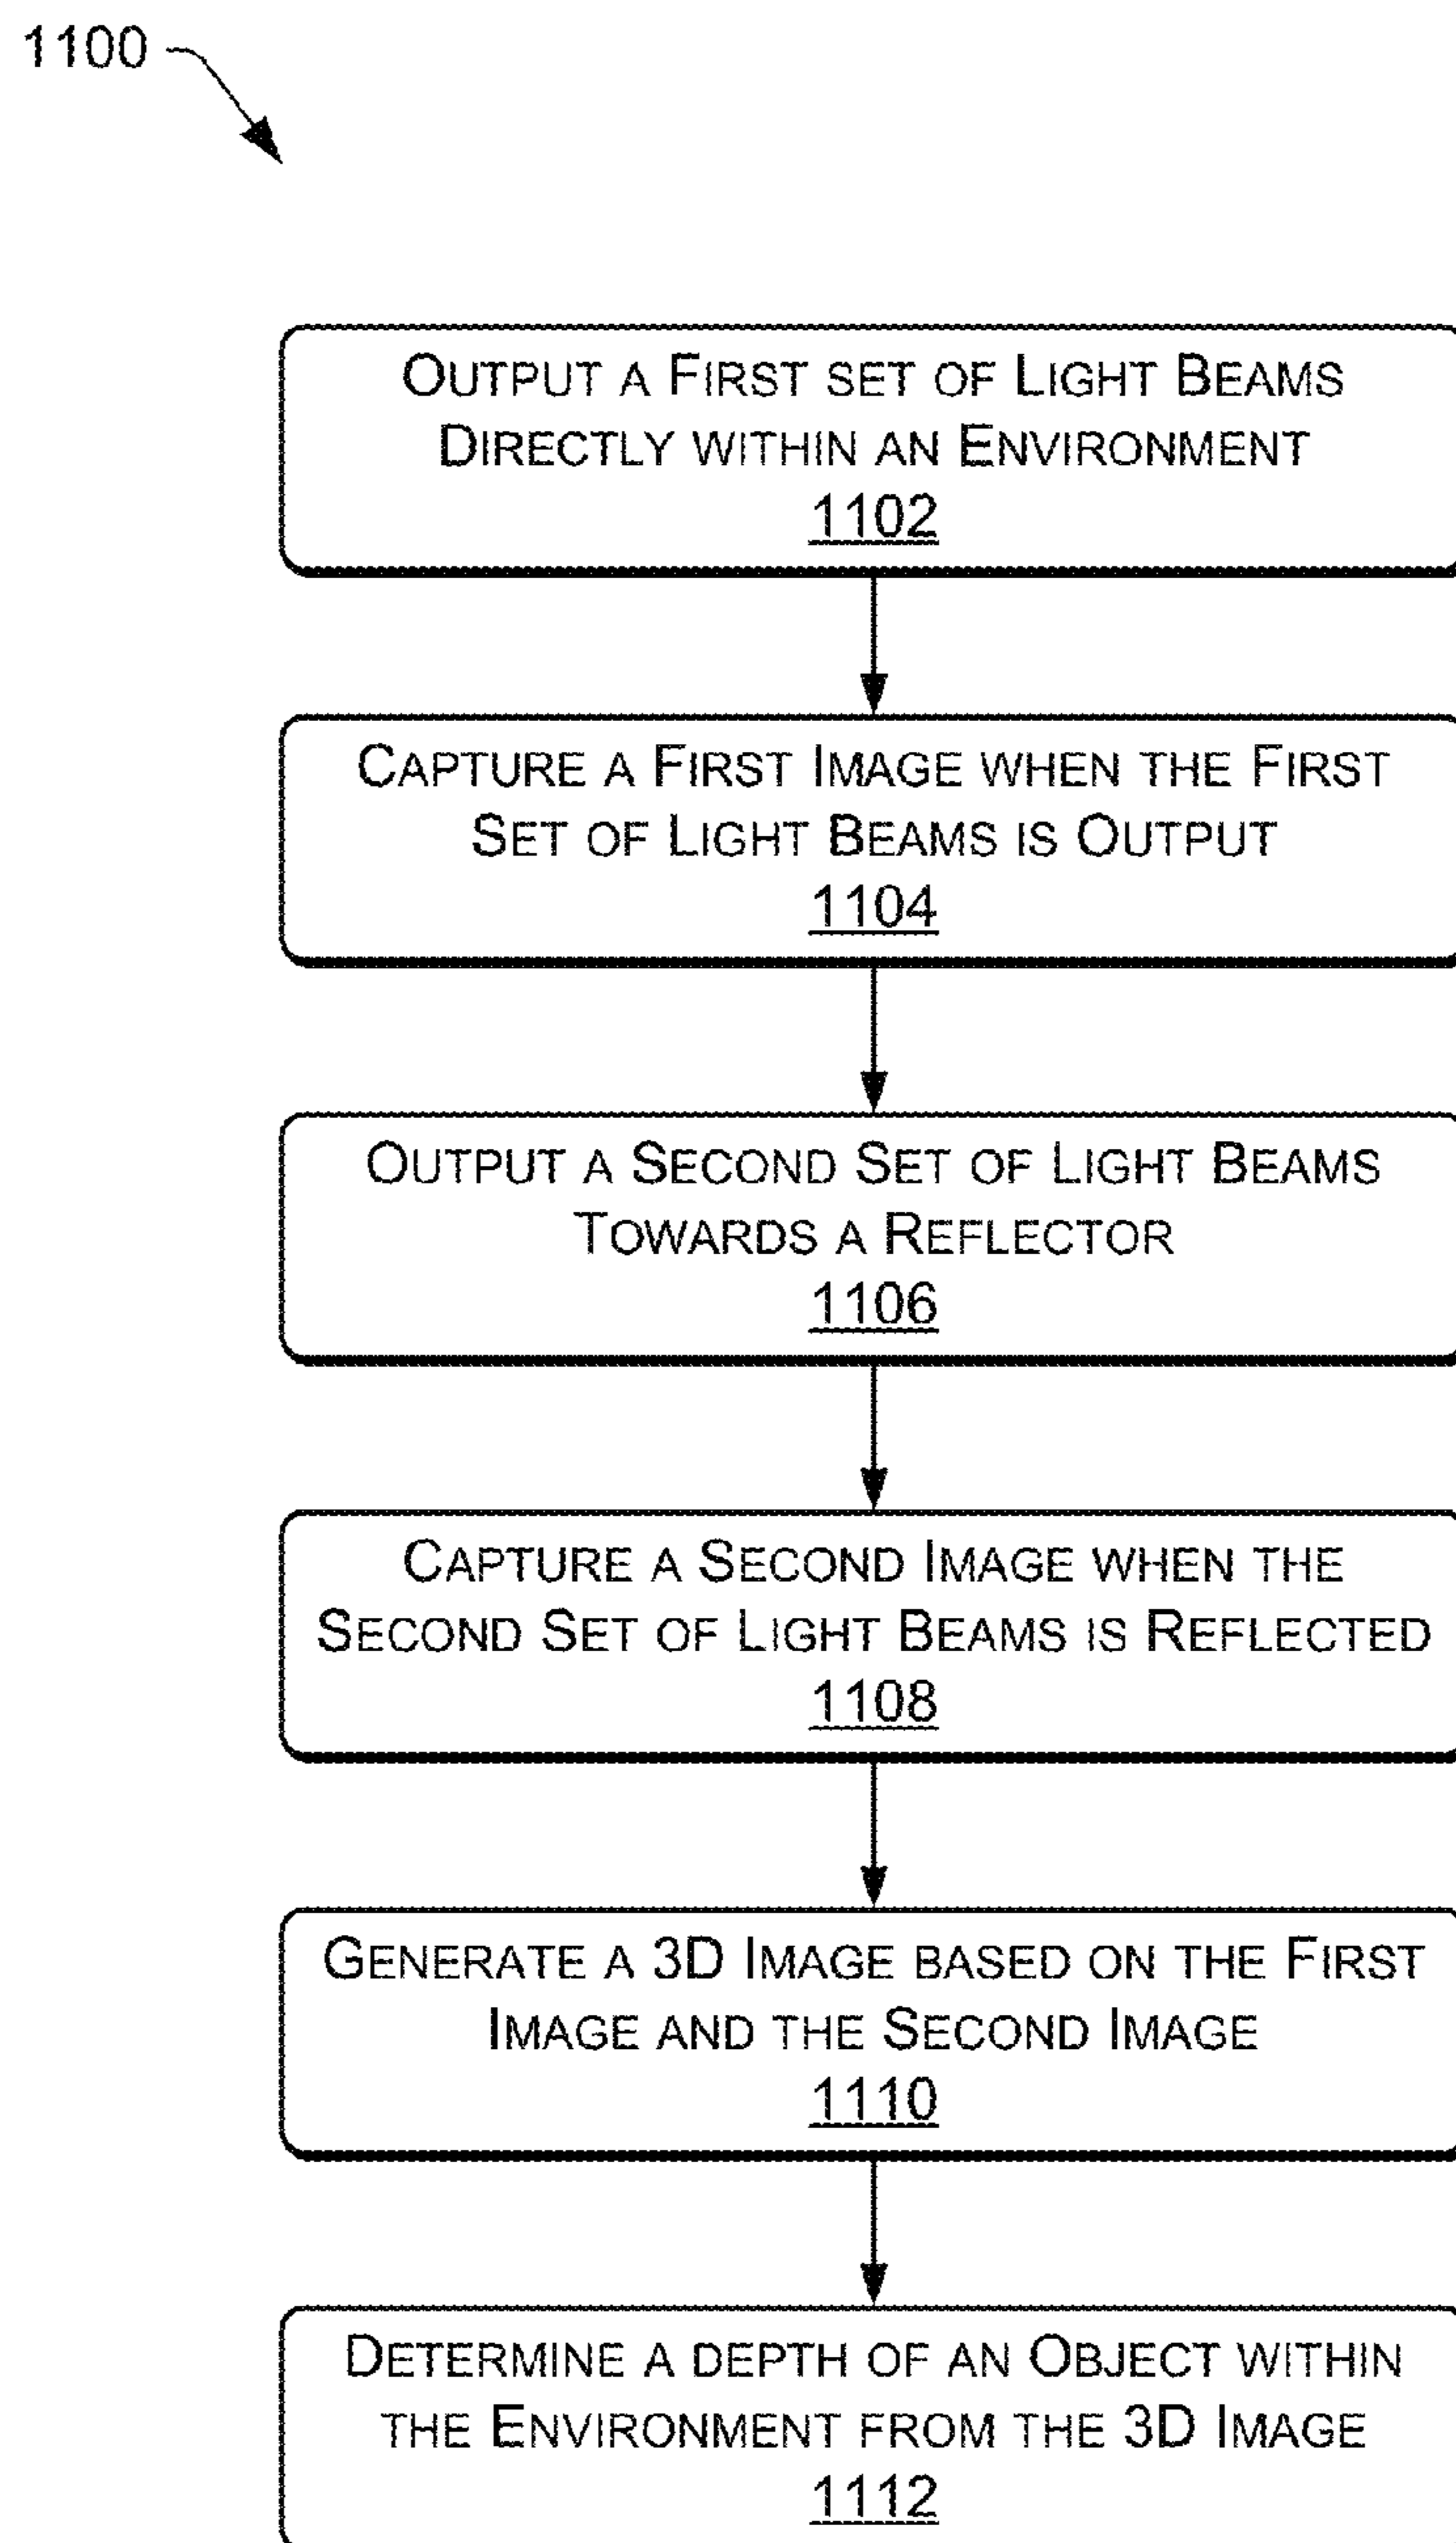 1100
OUTPUT A FIRST SET OF LIGHT BEAMS
DIRECTLY WITHIN AN ENVIRONMENT
1102
CAPTURE A FIRST IMAGE WHEN THE FIRST
SET OF LIGHT BEAMS IS OUTPUT
1104
OUTPUT A SECOND SET OF LIGHT BEAMS
TOWARDS A REFLECTOR
1106
CAPTURE A SECOND IMAGE WHEN THE
SECOND SET OF LIGHT BEAMS IS REFLECTED
1108
GENERATE A 3D IMAGE BASED ON THE FIRST
IMAGE AND THE SECOND IMAGE
1110
DETERMINE A DEPTH OF AN OBJECT WITHIN
THE ENVIRONMENT FROM THE 3D IMAGE
1112